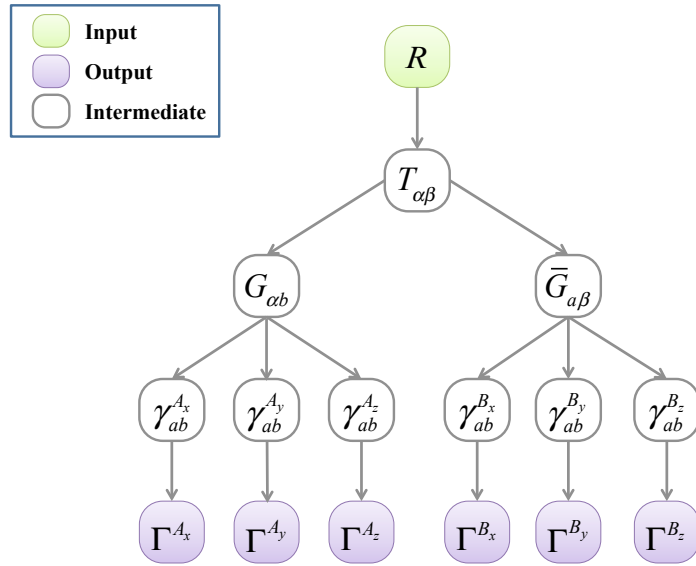 Input
Output
Intermediate
R
T_{αβ}
G_{αb} \bar{G}_{aβ}
γ_{ab}^{A_x} γ_{ab}^{A_y} γ_{ab}^{A_z} γ_{ab}^{B_x} γ_{ab}^{B_y} γ_{ab}^{B_z}
Γ^{A_x} Γ^{A_y} Γ^{A_z} Γ^{B_x} Γ^{B_y} Γ^{B_z}